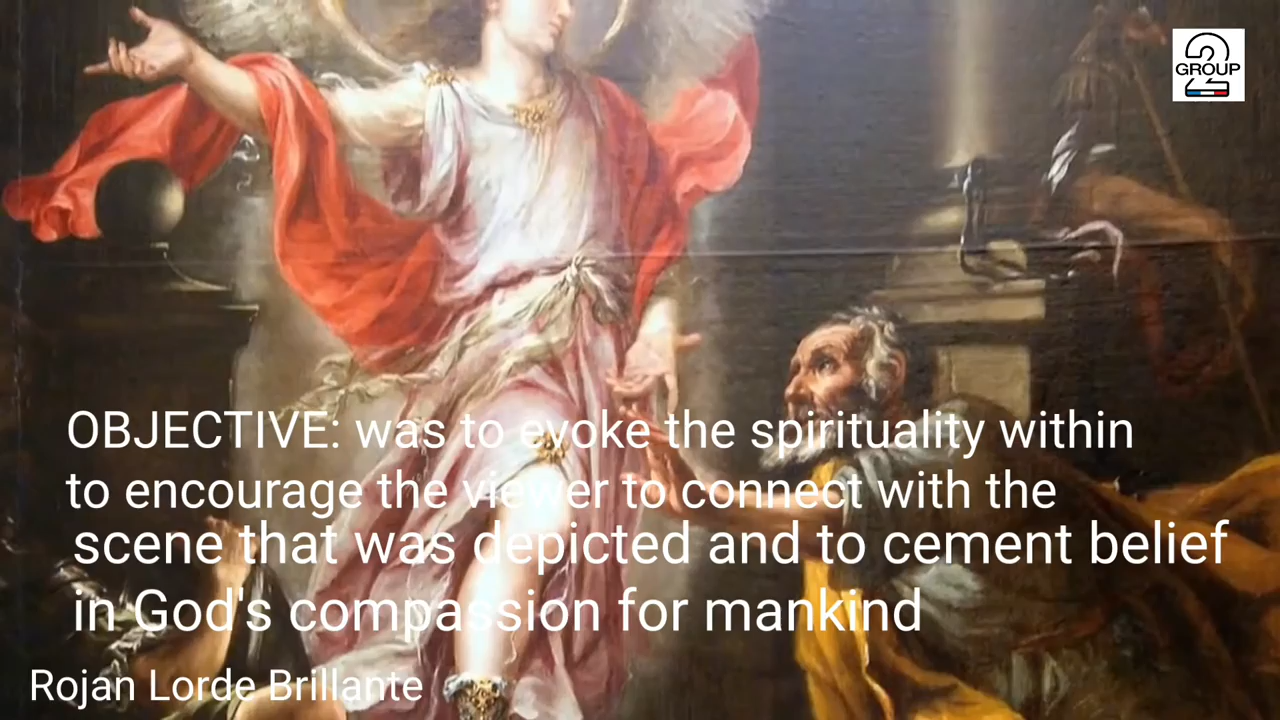 GROUP
2
OBJECTIVE: was to evoke the spirituality within
to encourage the viewer to connect with the
scene that was depicted and to cement belief
in God's compassion for mankind
Rojan Lorde Brillante